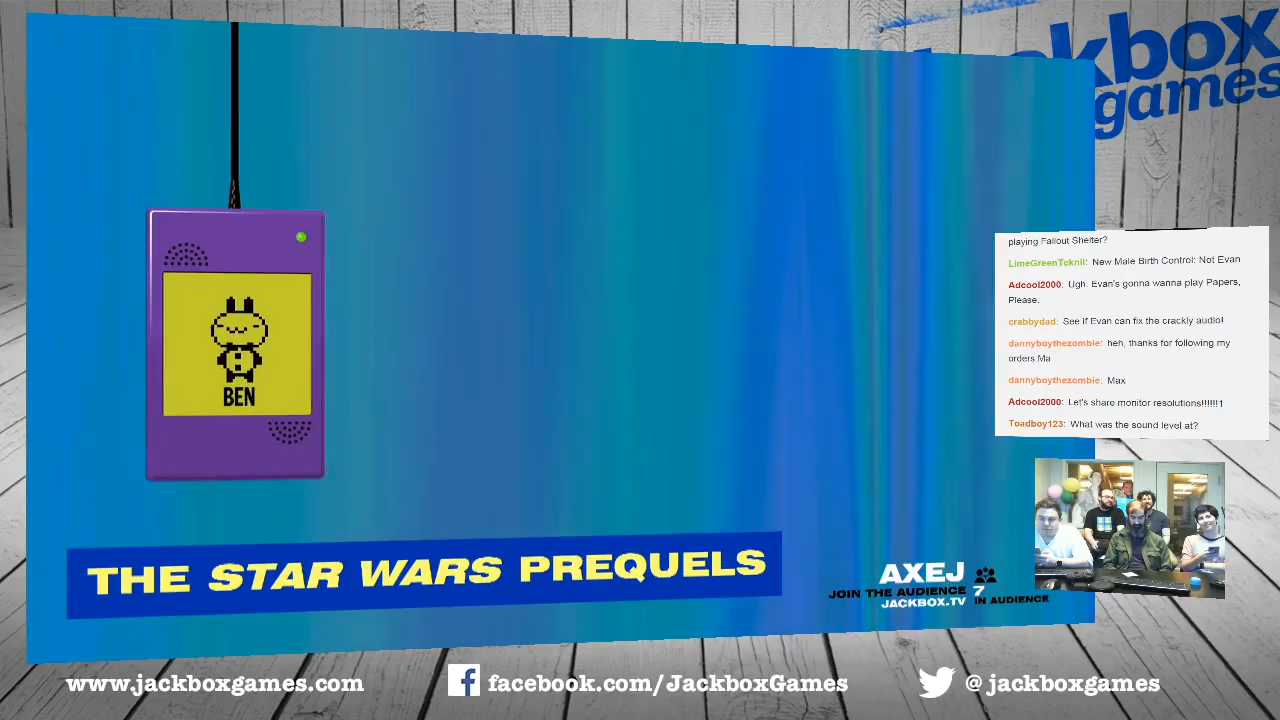 jackbox
games
BEN
THE STAR WARS PREQUELS
AXEJ
JOIN THE AUDIENCE
JACKBOX.TV
7
IN AUDIENCE
playing Fallout Shelter?
LimeGreenTeknii: New Male Birth Control: Not Evan
Adcool2000: Ugh. Evan's gonna wanna play Papers,
Please.
crabbydad: See if Evan can fix the crackly audio!
dannyboythezombie: heh, thanks for following my
orders Ma
dannyboythezombie: Max
Adcool2000: Let's share monitor resolutions!!!!!!1
Toadboy123: What was the sound level at?
www.jackboxgames.com
facebook.com/JackboxGames
@jackboxgames